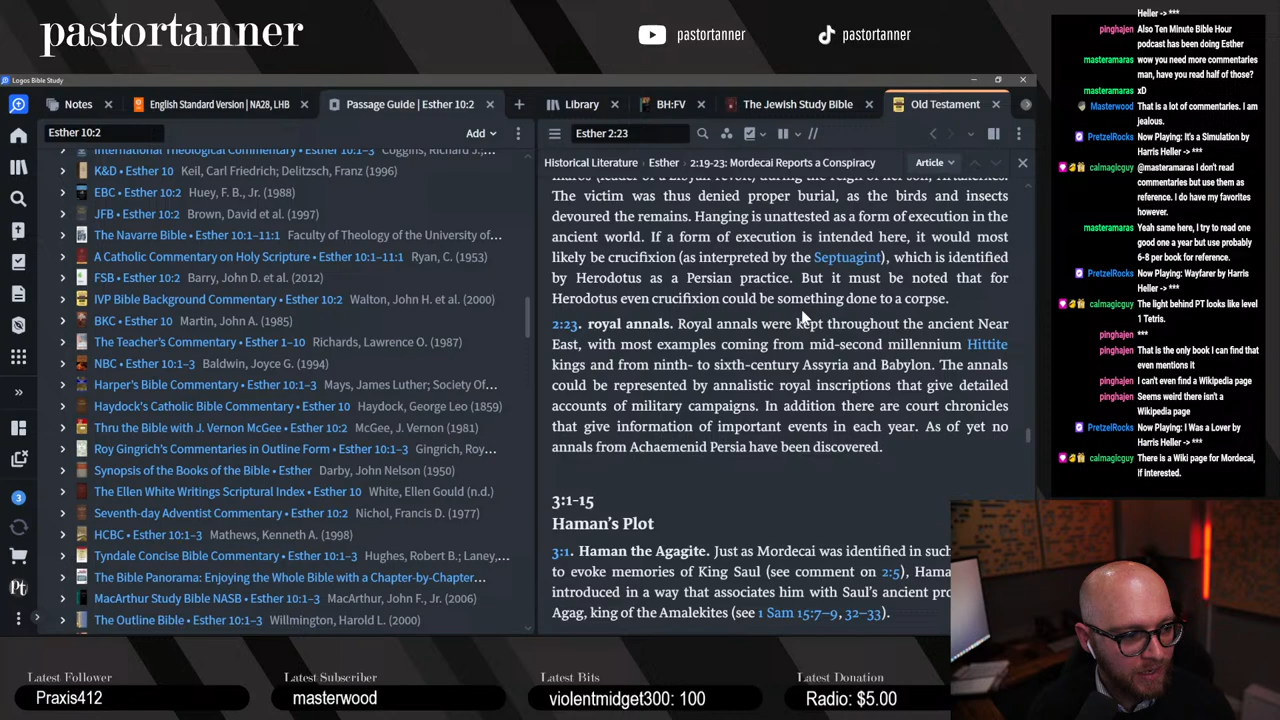 pastortanner
pastortanner
pastortanner
Logos Bible Study
Notes
English Standard Version | NA28, LHB
Passage Guide | Esther 10:2
Library
BH:FV
The Jewish Study Bible
Old Testament
Esther 10:2
Add
Esther 2:23
Historical Literature
Esther
2:19-23: Mordecai Reports a Conspiracy
Article
International Theological Commentary • Esther 10:1–3 Coggins, Richard J.,…
K&D • Esther 10 Keil, Carl Friedrich; Delitzsch, Franz (1996)
EBC • Esther 10:2 Huey, F. B., Jr. (1988)
JFB • Esther 10:2 Brown, David et al. (1997)
The Navarre Bible • Esther 10:1–11:1 Faculty of Theology of the University of…
A Catholic Commentary on Holy Scripture • Esther 10:1–11:1 Ryan, C. (1953)
FSB • Esther 10:2 Barry, John D. et al. (2012)
IVP Bible Background Commentary • Esther 10:2 Walton, John H. et al. (2000)
BKC • Esther 10:2 Martin, John A. (1985)
The Teacher's Commentary • Esther 1–10 Richards, Lawrence O. (1987)
NBC • Esther 10:1–3 Baldwin, Joyce G. (1994)
Harper's Bible Commentary • Esther 10:1–3 Mays, James Luther; Society Of…
Haydock's Catholic Bible Commentary • Esther 10 Haydock, George Leo (1859)
Thru the Bible with J. Vernon McGee • Esther 10:2 McGee, J. Vernon (1981)
Roy Gingrich's Commentaries in Outline Form • Esther 10:1–3 Gingrich, Roy…
Synopsis of the Books of the Bible • Esther Darby, John Nelson (1950)
The Ellen White Writings Scriptural Index • Esther 10 White, Ellen Gould (n.d.)
Seventh-day Adventist Commentary • Esther 10:2 Nichol, Francis D. (1977)
HCBC • Esther 10:1–3 Mathews, Kenneth A. (1998)
Tyndale Concise Bible Commentary • Esther 10:1–3 Hughes, Robert B.; Laney,…
The Bible Panorama: Enjoying the Whole Bible with a Chapter-by-Chapter…
MacArthur Study Bible NASB • Esther 10:1–3 MacArthur, John F., Jr. (2006)
The Outline Bible • Esther 10:1–3 Willmington, Harold L. (2000)
3
Pt
The victim was thus denied proper burial, as the birds and insects
devoured the remains. Hanging is unattested as a form of execution in the
ancient world. If a form of execution is intended here, it would most
likely be crucifixion (as interpreted by the Septuagint), which is identified
by Herodotus as a Persian practice. But it must be noted that for
Herodotus even crucifixion could be something done to a corpse.
2:23. royal annals. Royal annals were kept throughout the ancient Near
East, with most examples coming from mid-second millennium Hittite
kings and from ninth- to sixth-century Assyria and Babylon. The annals
could be represented by annalistic royal inscriptions that give detailed
accounts of military campaigns. In addition there are court chronicles
that give information of important events in each year. As of yet no
annals from Achaemenid Persia have been discovered.
3:1-15
Haman's Plot
3:1. Haman the Agagite. Just as Mordecai was identified in such
to evoke memories of King Saul (see comment on 2:5), Hama
introduced in a way that associates him with Saul's ancient pro
Agag, king of the Amalekites (see 1 Sam 15:7–9, 32–33).
Heller -> ***
pinghajen Also Ten Minute Bible Hour
podcast has been doing Esther
masteramaras wow you need more commentaries
man, have you read half of those?
masteramaras xD
Masterwood That is a lot of commentaries. I am
jealous.
PretzelRocks Now Playing: It's a Simulation by
Harris Heller -> ***
calmagicguy @masteramaras I don't read
commentaries but use them as
reference. I do have my favorites
however.
masteramaras Yeah same here, I try to read one
good one a year but use probably
6-8 per book for reference.
PretzelRocks Now Playing: Wayfarer by Harris
Heller -> ***
calmagicguy The light behind PT looks like level
1 Tetris.
pinghajen ***
pinghajen That is the only book I can find that
even mentions it
pinghajen I can't even find a Wikipedia page
pinghajen Seems weird there isn't a
Wikipedia page
PretzelRocks Now Playing: I Was a Lover by
Harris Heller -> ***
calmagicguy There is a Wiki page for Mordecai,
if interested.
Latest Follower
Praxis412
Latest Subscriber
masterwood
Latest Bits
violentmidget300: 100
Latest Donation
Radio: $5.00